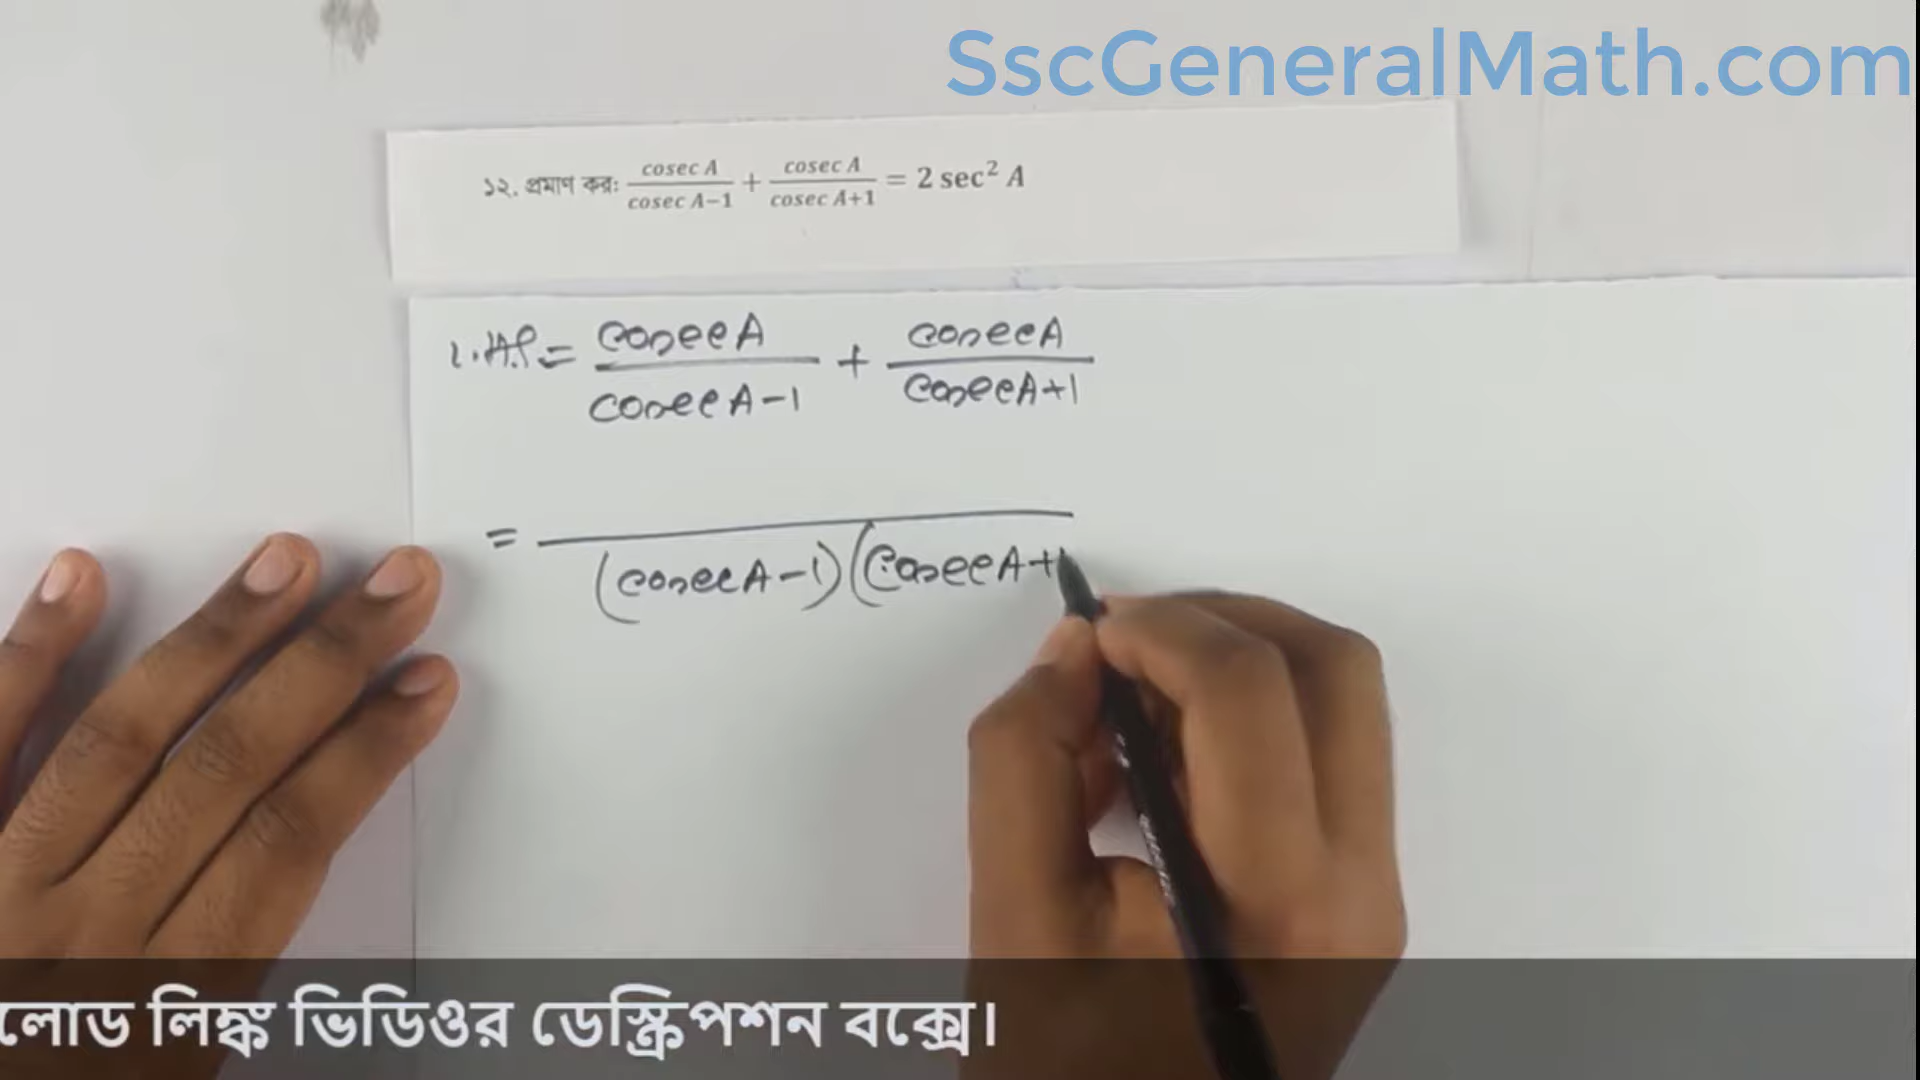 SscGeneralMath.com
১২. প্রমাণ কর: cosec A / cosec A−1 + cosec A / cosec A+1 = 2 sec² A
L.H.S = cosecA / cosecA−1 + cosecA / cosecA+1
= / (cosecA−1)(cosecA+1
লোড লিঙ্ক ভিডিওর ডেস্ক্রিপশন বক্সে।